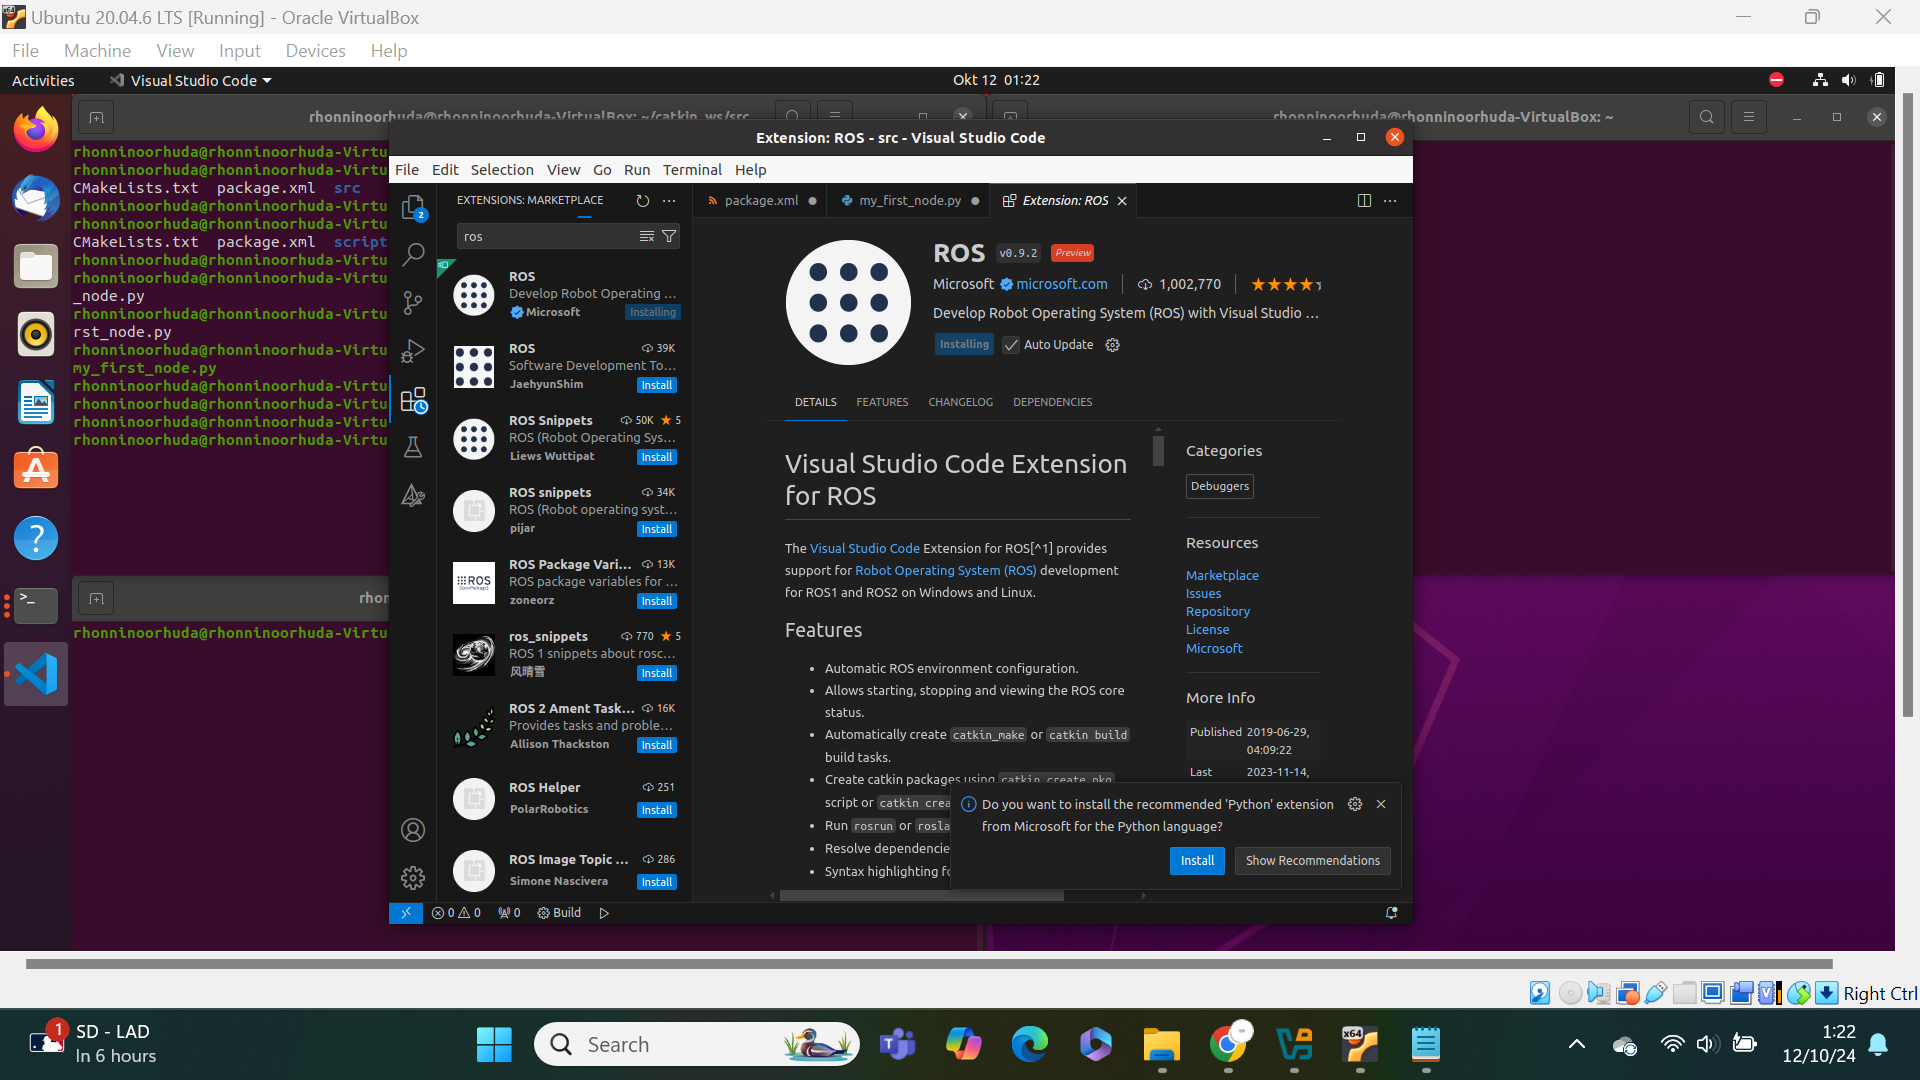 Ubuntu 20.04.6 LTS [Running] - Oracle VirtualBox
File Machine View Input Devices Help
Activities Visual Studio Code Okt 12 01:22
rhonninoorhuda@rhonninoorhuda-VirtualBox: ~/catkin_ws/src
rhonninoorhuda@rhonninoorhuda-VirtualBox: ~
rhonninoorhuda@rhonninoorhuda-Virtu
rhonninoorhuda@rhonninoorhuda-Virtu
CMakeLists.txt package.xml src
rhonninoorhuda@rhonninoorhuda-Virtu
rhonninoorhuda@rhonninoorhuda-Virtu
CMakeLists.txt package.xml script
rhonninoorhuda@rhonninoorhuda-Virtu
rhonninoorhuda@rhonninoorhuda-Virtu
_node.py
rhonninoorhuda@rhonninoorhuda-Virtu
rst_node.py
rhonninoorhuda@rhonninoorhuda-Virtu
my_first_node.py
rhonninoorhuda@rhonninoorhuda-Virtu
rhonninoorhuda@rhonninoorhuda-Virtu
rhonninoorhuda@rhonninoorhuda-Virtu
rhonninoorhuda@rhonninoorhuda-Virtu
rhon
rhonninoorhuda@rhonninoorhuda-Virtu
Extension: ROS - src - Visual Studio Code
File Edit Selection View Go Run Terminal Help
2
EXTENSIONS: MARKETPLACE
ros
ROS
Develop Robot Operating ...
Microsoft Installing
ROS 39K
Software Development To...
JaehyunShim Install
ROS Snippets 50K 5
ROS (Robot Operating Sys...
Liews Wuttipat Install
ROS snippets 34K
ROS (Robot operating syst...
pijar Install
ROS Package Vari... 13K
ROS package variables for ...
zoneorz Install
ros_snippets 770 5
ROS 1 snippets about rosc...
风晴雪 Install
ROS 2 Ament Task... 16K
Provides tasks and proble...
Allison Thackston Install
ROS Helper 251
PolarRobotics Install
ROS Image Topic ... 286
Simone Nascivera Install
package.xml my_first_node.py Extension: ROS
ROS v0.9.2 Preview
Microsoft microsoft.com 1,002,770
Develop Robot Operating System (ROS) with Visual Studio ...
Installing Auto Update
DETAILS FEATURES CHANGELOG DEPENDENCIES
Visual Studio Code Extension
for ROS
The Visual Studio Code Extension for ROS[^1] provides
support for Robot Operating System (ROS) development
for ROS1 and ROS2 on Windows and Linux.
Features
• Automatic ROS environment configuration.
• Allows starting, stopping and viewing the ROS core
status.
• Automatically create catkin_make or catkin build
build tasks.
• Create catkin packages using catkin create pkg
script or catkin crea
• Run rosrun or rosla
• Resolve dependencie
• Syntax highlighting fo
Categories
Debuggers
Resources
Marketplace
Issues
Repository
License
Microsoft
More Info
Published 2019-06-29,
04:09:22
Last 2023-11-14,
Do you want to install the recommended 'Python' extension
from Microsoft for the Python language?
Install Show Recommendations
0 0 0 Build
Right Ctrl
1
SD - LAD
In 6 hours
Search
x64
1:22
12/10/24